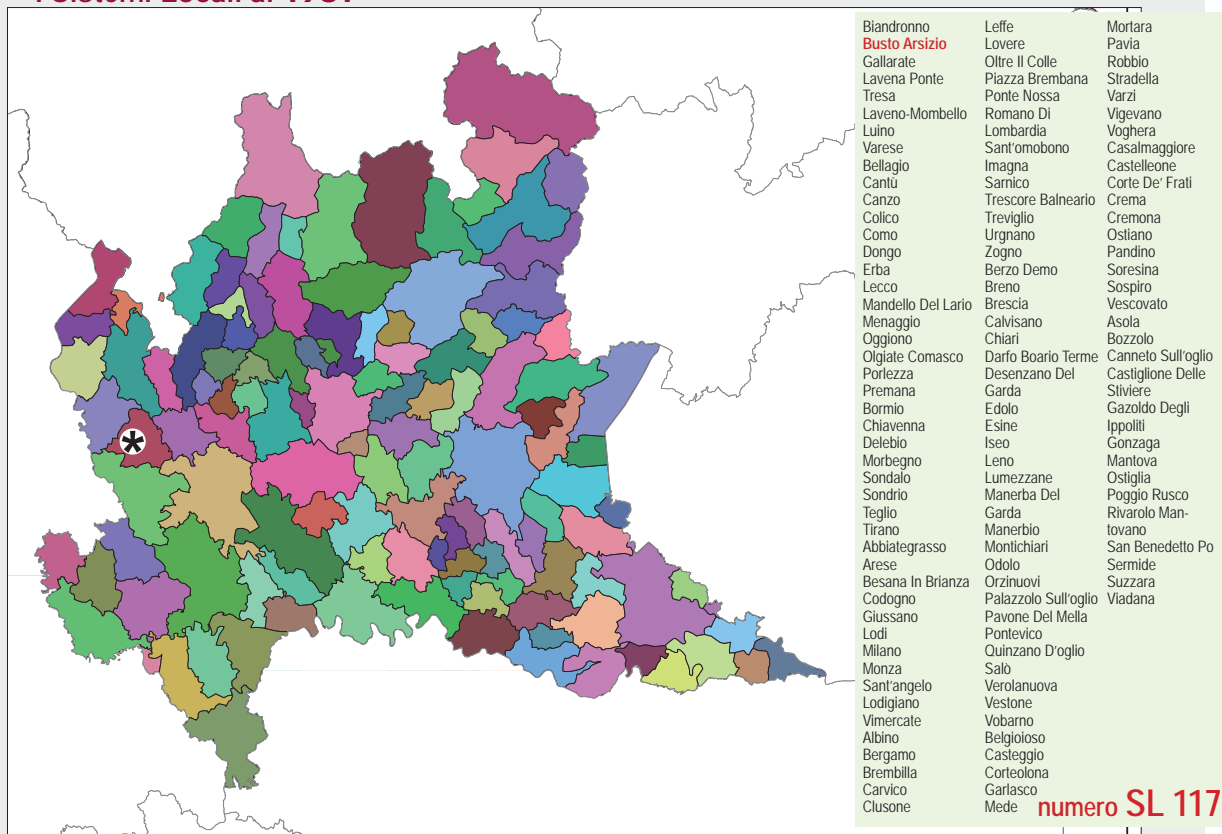 Biandronno
Busto Arsizio
Gallarate
Lavena Ponte
Tresa
Laveno-Mombello
Luino
Varese
Bellagio
Cantù
Canzo
Colico
Como
Dongo
Erba
Lecco
Mandello Del Lario
Menaggio
Oggiono
Olgiate Comasco
Porlezza
Premana
Bormio
Chiavenna
Delebio
Morbegno
Sondalo
Sondrio
Teglio
Tirano
Abbiategrasso
Arese
Besana In Brianza
Codogno
Giussano
Lodi
Milano
Monza
Sant'angelo
Lodigiano
Vimercate
Albino
Bergamo
Brembilla
Carvico
Clusone
Leffe
Lovere
Oltre Il Colle
Piazza Brembana
Ponte Nossa
Romano Di
Lombardia
Sant'omobono
Imagna
Sarnico
Trescore Balneario
Treviglio
Urgnano
Zogno
Berzo Demo
Breno
Brescia
Calvisano
Chiari
Darfo Boario Terme
Desenzano Del
Garda
Edolo
Esine
Iseo
Leno
Lumezzane
Manerba Del
Garda
Manerbio
Montichiari
Odolo
Orzinuovi
Palazzolo Sull'oglio
Pavone Del Mella
Pontevico
Quinzano D'oglio
Salò
Verolanuova
Vestone
Vobarno
Belgioioso
Casteggio
Corteolona
Garlasco
Mede
Mortara
Pavia
Robbio
Stradella
Varzi
Vigevano
Voghera
Casalmaggiore
Castelleone
Corte De' Frati
Crema
Cremona
Ostiano
Pandino
Soresina
Sospiro
Vescovato
Asola
Bozzolo
Canneto Sull'oglio
Castiglione Delle
Stiviere
Gazoldo Degli
Ippoliti
Gonzaga
Mantova
Ostiglia
Poggio Rusco
Rivarolo Man-
tovano
San Benedetto Po
Sermide
Suzzara
Viadana
numero SL 117